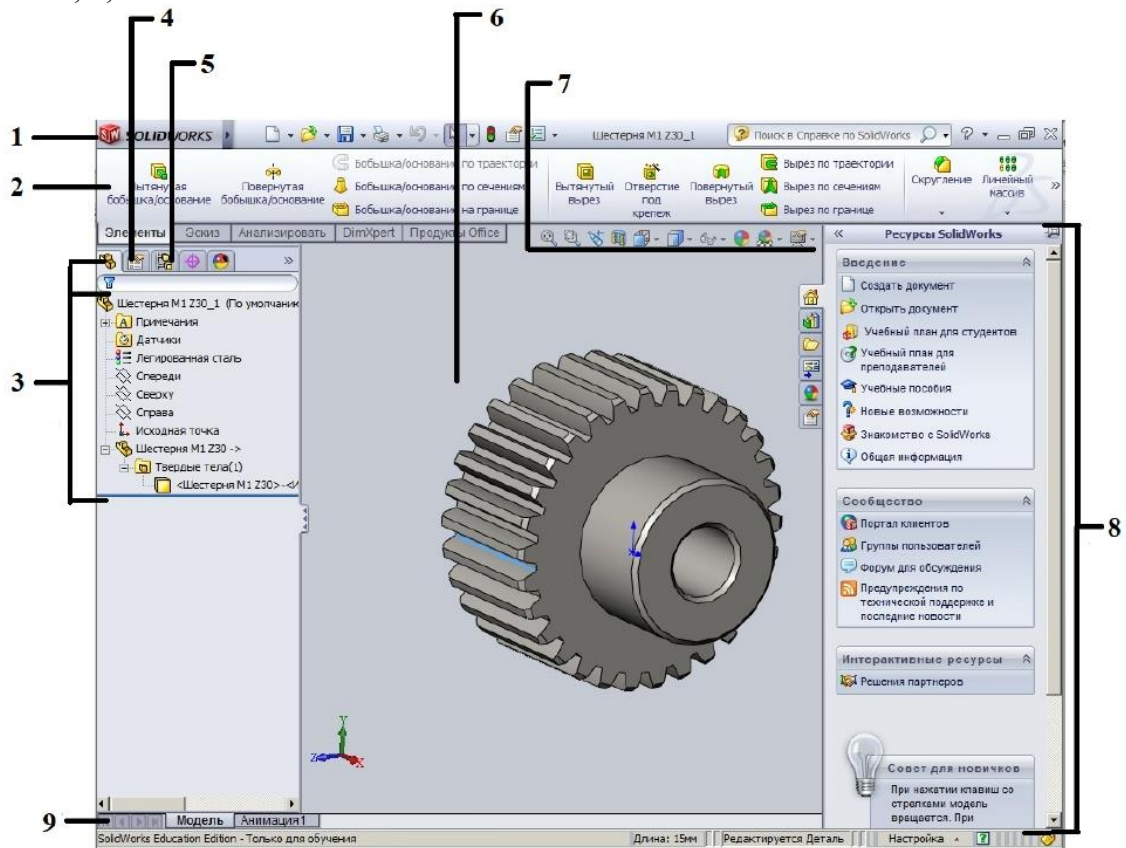 4
6
5
7
1
SOLIDWORKS
Шестерня M1 Z30_1
Поиск в Справке по SolidWorks
2
Вытянутая
бобышка/основание
Повернутая
бобышка/основание
Бобышка/основание по траектории
Бобышка/основание по сечениям
Бобышка/основание на границе
Вытянутый
вырез
Отверстие
под
крепеж
Повернутый
вырез
Вырез по траектории
Вырез по сечениям
Вырез по границе
Скругление
Линейный
массив
Элементы
Эскиз
Анализировать
DimXpert
Продукты Office
Ресурсы SolidWorks
3
Шестерня M1 Z30_1 (По умолчанию
Примечания
Датчики
Легированная сталь
Спереди
Сверху
Справа
Исходная точка
Шестерня M1 Z30 ->
Твердые тела(1)
<Шестерня M1 Z30>-<И
Введение
Создать документ
Открыть документ
Учебный план для студентов
Учебный план для
преподавателей
Учебные пособия
Новые возможности
Знакомство с SolidWorks
Общая информация
Сообщество
Портал клиентов
Группы пользователей
Форум для обсуждения
Предупреждения по
технической поддержке и
последние новости
Интерактивные ресурсы
Решения партнеров
8
Совет для новичков
При нажатии клавиш со
стрелками модель
вращается. При
Y
Z
X
9
Модель
Анимация1
SolidWorks Education Edition - Только для обучения
Длина: 15мм
Редактируется Деталь
Настройка